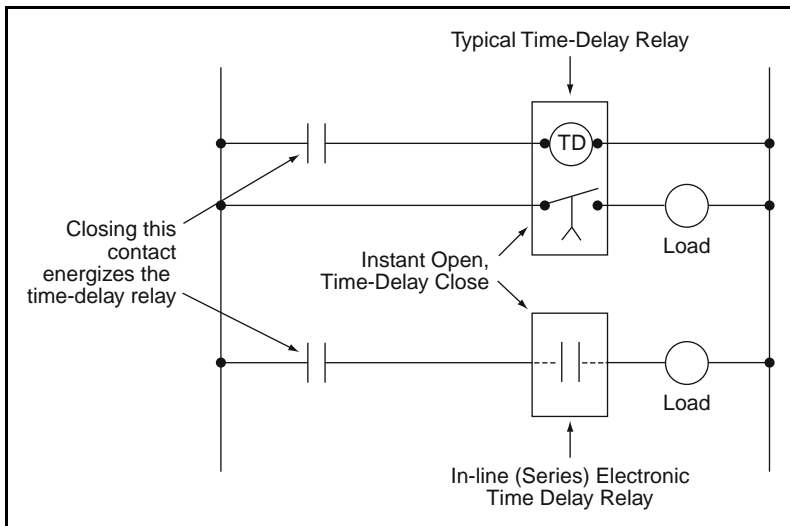 Typical Time-Delay Relay
TD
Closing this
contact
energizes the
time-delay relay
Instant Open,
Time-Delay Close
Load
Load
In-line (Series) Electronic
Time Delay Relay